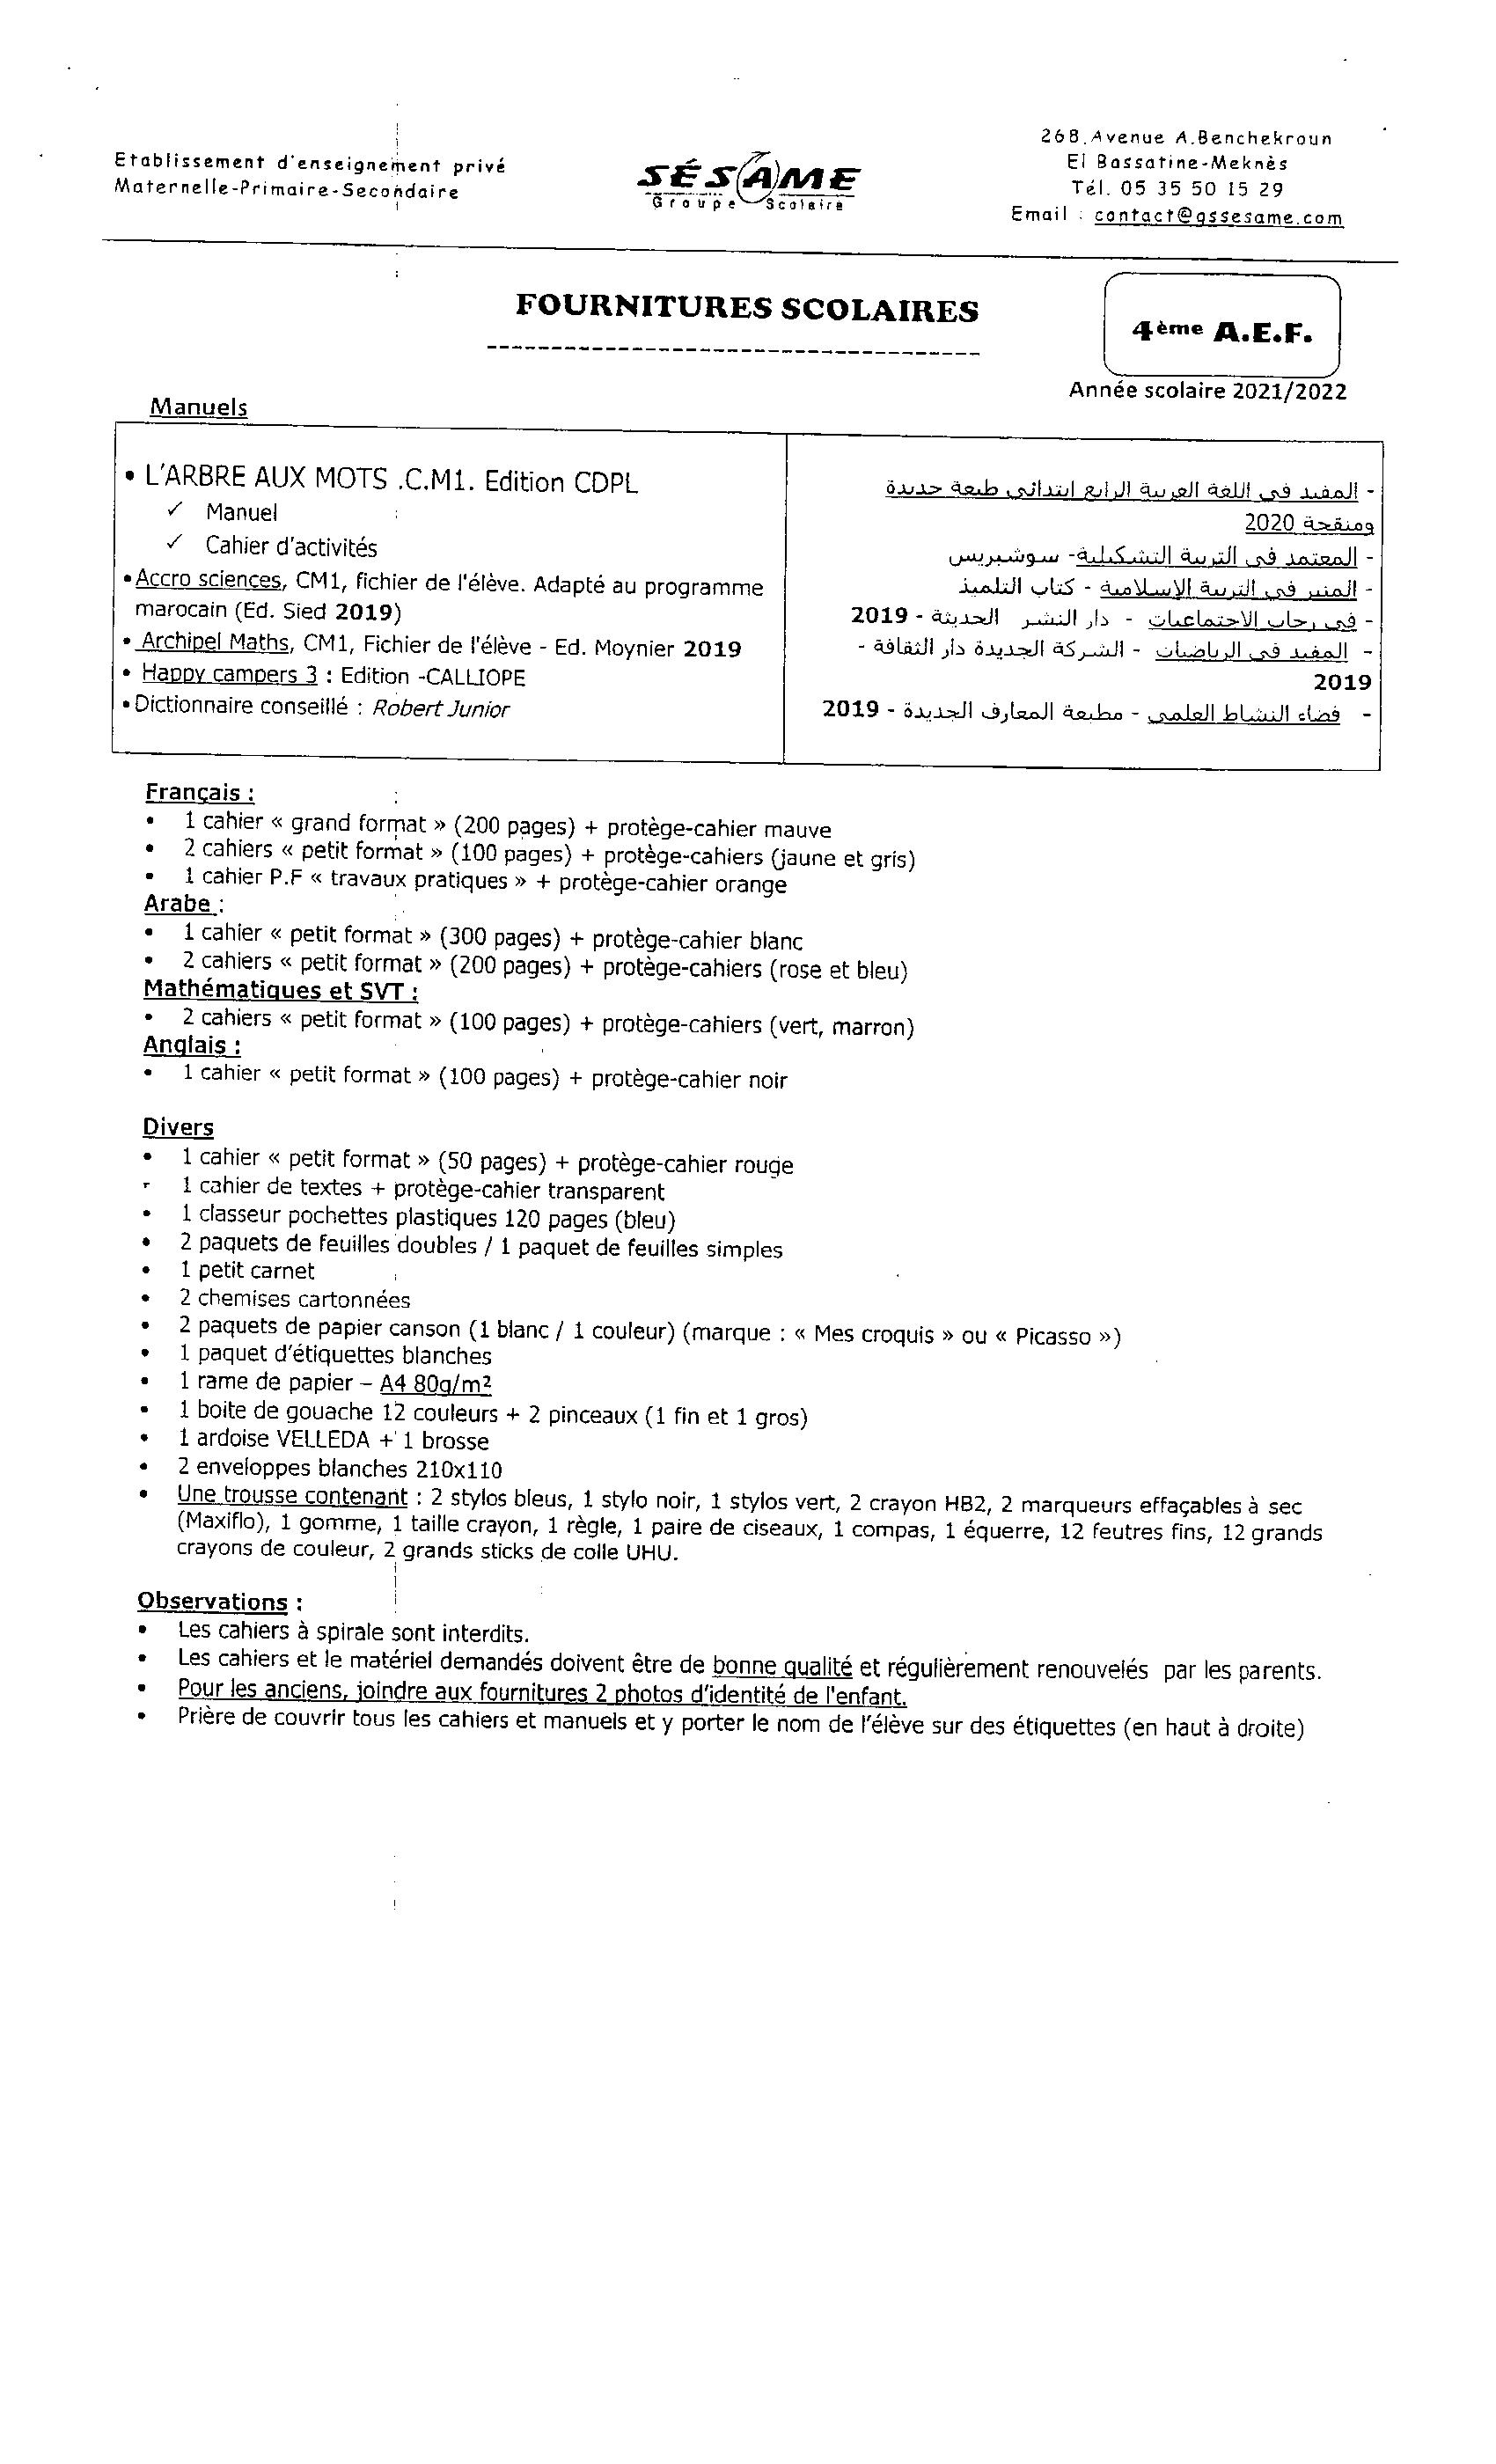 Etablissement d'enseignement privé
Maternelle-Primaire-Secondaire
SÉSAME
Groupe Scolaire
268.Avenue A.Benchekroun
El Bassatine-Meknès
Tél. 05 35 50 15 29
Email : contact@gssesame.com
FOURNITURES SCOLAIRES
4ème A.E.F.
Année scolaire 2021/2022
Manuels
• L'ARBRE AUX MOTS .C.M1. Edition CDPL
✓ Manuel
✓ Cahier d'activités
• Accro sciences, CM1, fichier de l'élève. Adapté au programme
marocain (Ed. Sied 2019)
• Archipel Maths, CM1, Fichier de l'élève - Ed. Moynier 2019
• Happy campers 3 : Edition -CALLIOPE
• Dictionnaire conseillé : Robert Junior
- المفيد في اللغة العربية الرابع ابتدائي طبعة جديدة
ومنقحة 2020
- المعتمد في التربية التشكيلية- سوشبريس
- المنير في التربية الإسلامية - كتاب التلميذ
- في رحاب الاجتماعيات - دار النشر الحديثة - 2019
- المفيد في الرياضيات - الشركة الجديدة دار الثقافة -
2019
- فضاء النشاط العلمي - مطبعة المعارف الجديدة - 2019
Français :
• 1 cahier « grand format » (200 pages) + protège-cahier mauve
• 2 cahiers « petit format » (100 pages) + protège-cahiers (jaune et gris)
• 1 cahier P.F « travaux pratiques » + protège-cahier orange
Arabe :
• 1 cahier « petit format » (300 pages) + protège-cahier blanc
• 2 cahiers « petit format » (200 pages) + protège-cahiers (rose et bleu)
Mathématiques et SVT :
• 2 cahiers « petit format » (100 pages) + protège-cahiers (vert, marron)
Anglais :
• 1 cahier « petit format » (100 pages) + protège-cahier noir
Divers
• 1 cahier « petit format » (50 pages) + protège-cahier rouge
• 1 cahier de textes + protège-cahier transparent
• 1 classeur pochettes plastiques 120 pages (bleu)
• 2 paquets de feuilles doubles / 1 paquet de feuilles simples
• 1 petit carnet
• 2 chemises cartonnées
• 2 paquets de papier canson (1 blanc / 1 couleur) (marque : « Mes croquis » ou « Picasso »)
• 1 paquet d'étiquettes blanches
• 1 rame de papier – A4 80g/m²
• 1 boite de gouache 12 couleurs + 2 pinceaux (1 fin et 1 gros)
• 1 ardoise VELLEDA + 1 brosse
• 2 enveloppes blanches 210x110
• Une trousse contenant : 2 stylos bleus, 1 stylo noir, 1 stylos vert, 2 crayon HB2, 2 marqueurs effaçables à sec
(Maxiflo), 1 gomme, 1 taille crayon, 1 règle, 1 paire de ciseaux, 1 compas, 1 équerre, 12 feutres fins, 12 grands
crayons de couleur, 2 grands sticks de colle UHU.
Observations :
• Les cahiers à spirale sont interdits.
• Les cahiers et le matériel demandés doivent être de bonne qualité et régulièrement renouvelés par les parents.
• Pour les anciens, joindre aux fournitures 2 photos d'identité de l'enfant.
• Prière de couvrir tous les cahiers et manuels et y porter le nom de l'élève sur des étiquettes (en haut à droite)